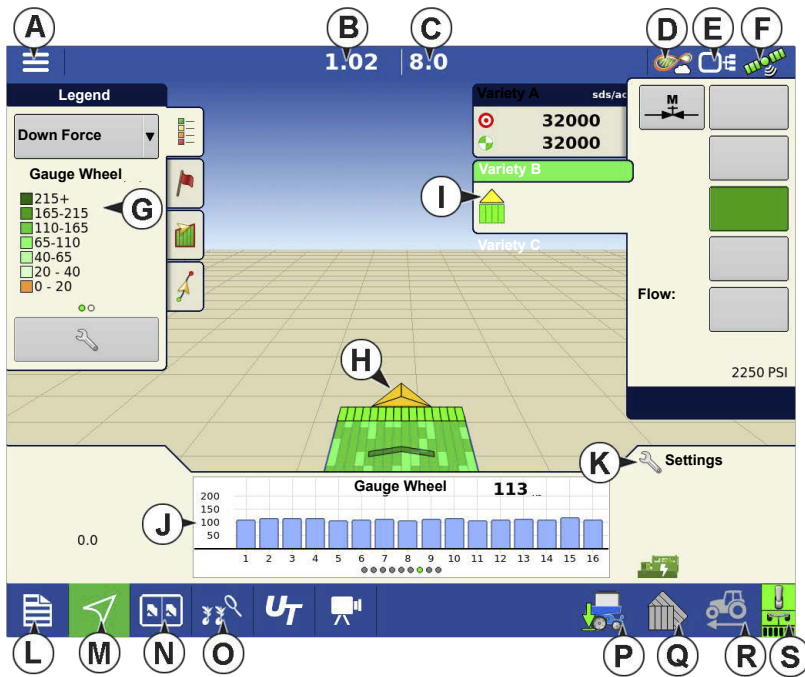 A
B
C
D
E
F
1.02
8.0
Legend
Down Force
Gauge Wheel
215+
165-215
110-165
65-110
40-65
20 - 40
0 - 20
G
Variety A
sds/ac
32000
32000
Variety B
I
Variety C
M
Flow:
2250 PSI
H
K
Settings
Gauge Wheel
113
J
200
150
100
50
1 2 3 4 5 6 7 8 9 10 11 12 13 14 15 16
0.0
UT
L
M
N
O
P
Q
R
S